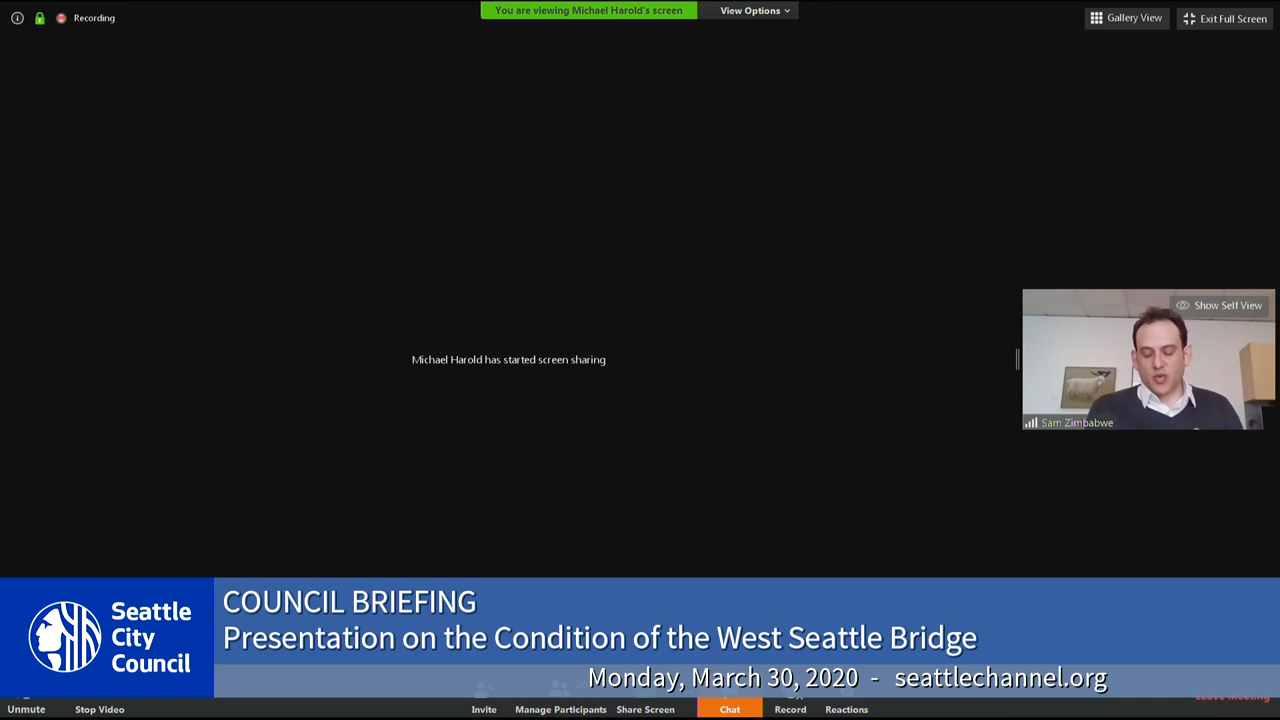 Recording
You are viewing Michael Harold's screen
View Options
Gallery View
Exit Full Screen
Michael Harold has started screen sharing
Show Self View
Sam Zimbabwe
Seattle
City
Council
COUNCIL BRIEFING
Presentation on the Condition of the West Seattle Bridge
Monday, March 30, 2020 - seattlechannel.org
Unmute
Stop Video
Invite
Manage Participants
Share Screen
Chat
Record
Reactions
Leave Meeting